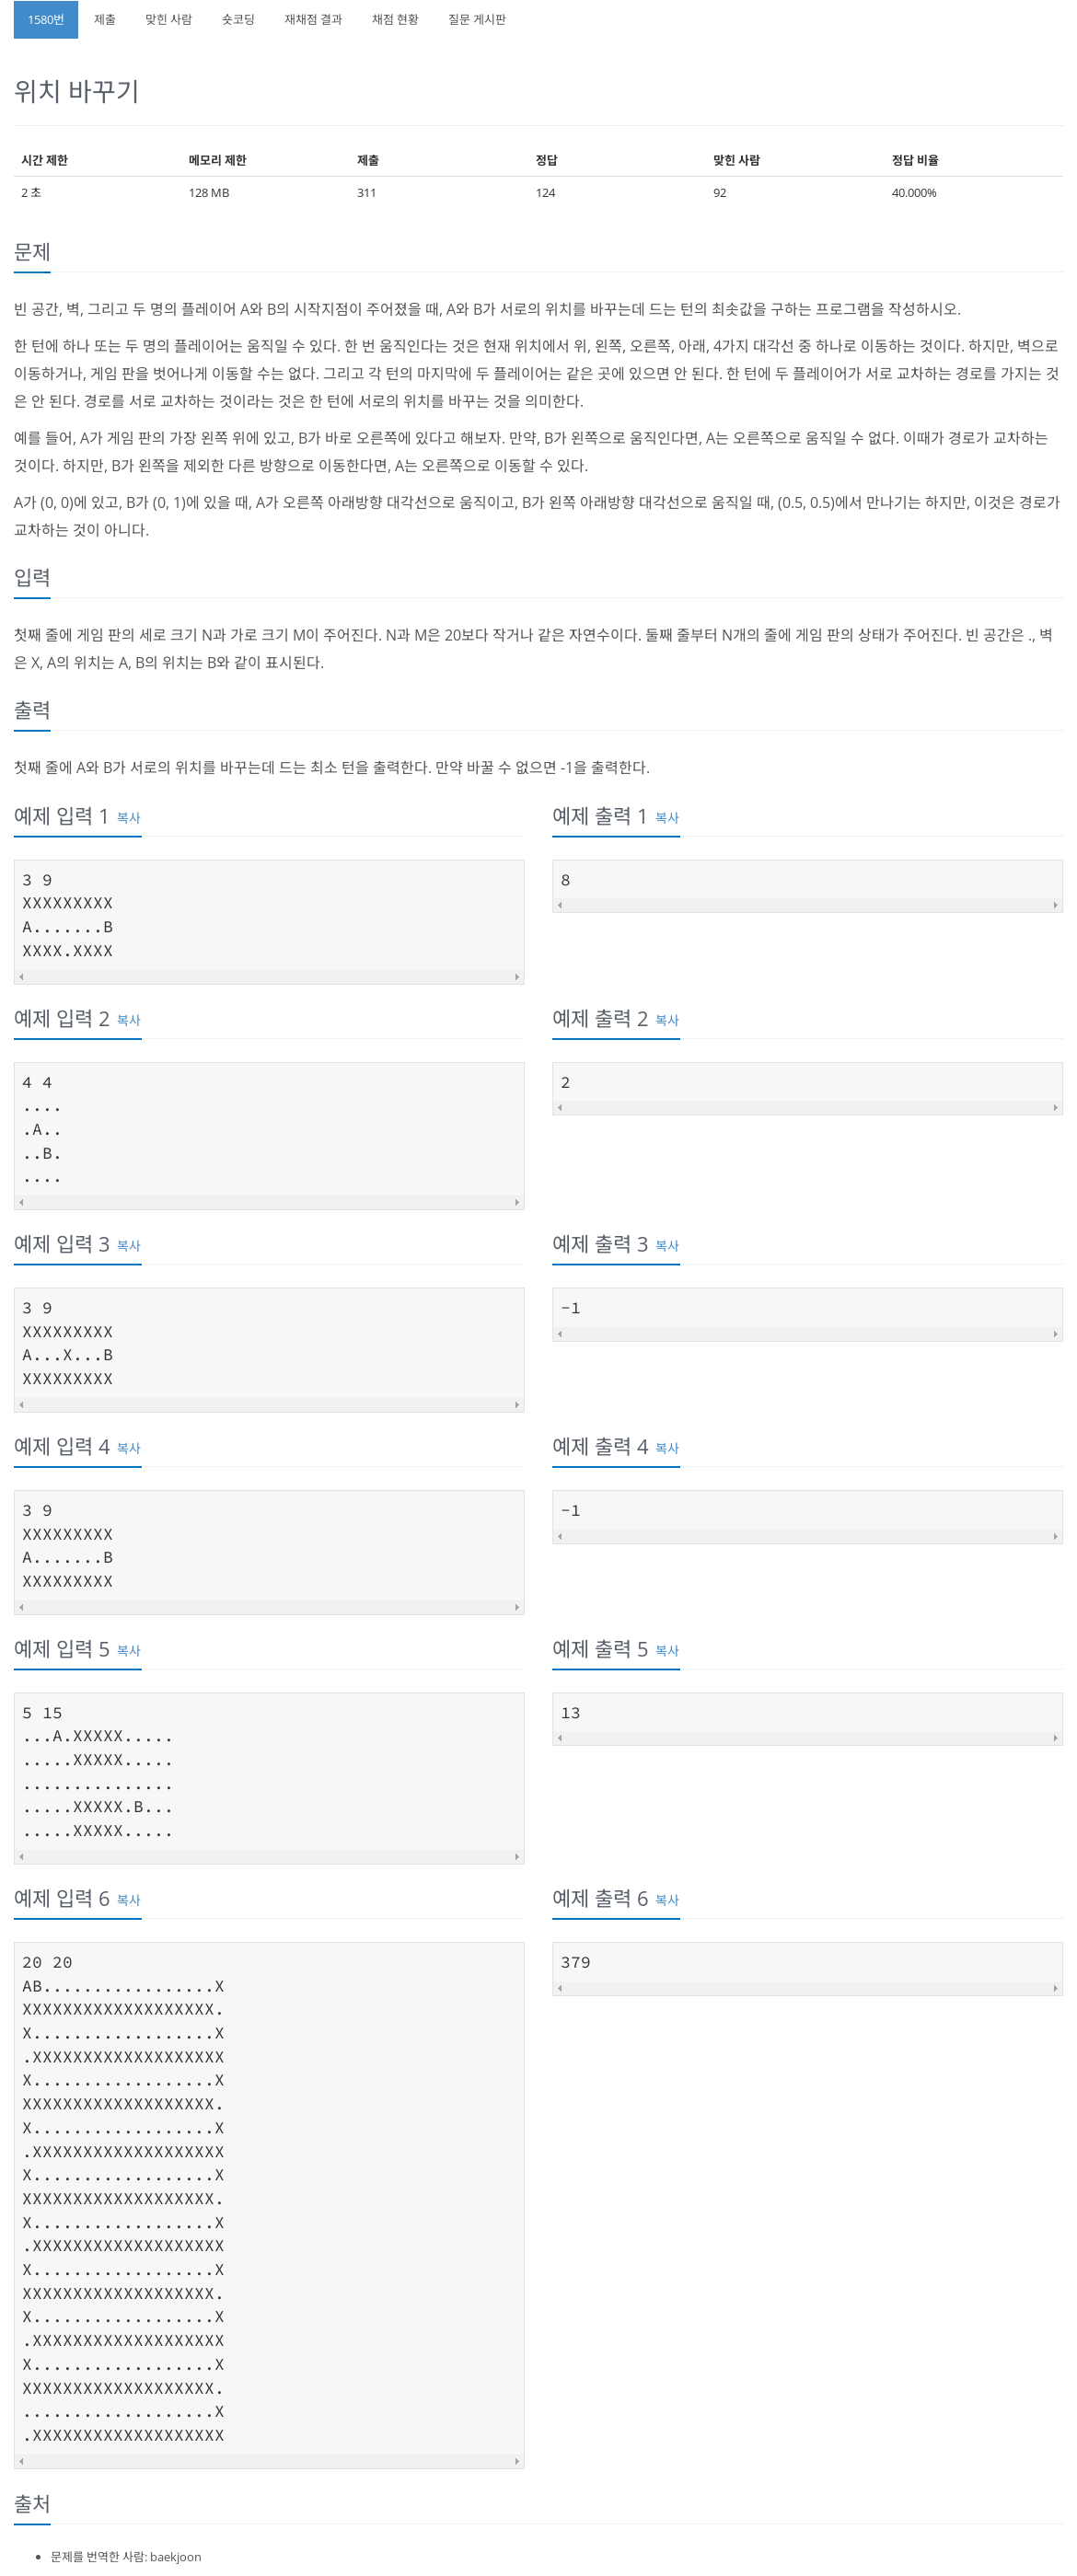 1580번 제출 맞힌 사람 숏코딩 재채점 결과 채점 현황 질문 게시판
위치 바꾸기
시간 제한 메모리 제한 제출 정답 맞힌 사람 정답 비율
2 초 128 MB 311 124 92 40.000%
문제
빈 공간, 벽, 그리고 두 명의 플레이어 A와 B의 시작지점이 주어졌을 때, A와 B가 서로의 위치를 바꾸는데 드는 턴의 최솟값을 구하는 프로그램을 작성하시오.
한 턴에 하나 또는 두 명의 플레이어는 움직일 수 있다. 한 번 움직인다는 것은 현재 위치에서 위, 왼쪽, 오른쪽, 아래, 4가지 대각선 중 하나로 이동하는 것이다. 하지만, 벽으로
이동하거나, 게임 판을 벗어나게 이동할 수는 없다. 그리고 각 턴의 마지막에 두 플레이어는 같은 곳에 있으면 안 된다. 한 턴에 두 플레이어가 서로 교차하는 경로를 가지는 것
은 안 된다. 경로를 서로 교차하는 것이라는 것은 한 턴에 서로의 위치를 바꾸는 것을 의미한다.
예를 들어, A가 게임 판의 가장 왼쪽 위에 있고, B가 바로 오른쪽에 있다고 해보자. 만약, B가 왼쪽으로 움직인다면, A는 오른쪽으로 움직일 수 없다. 이때가 경로가 교차하는
것이다. 하지만, B가 왼쪽을 제외한 다른 방향으로 이동한다면, A는 오른쪽으로 이동할 수 있다.
A가 (0, 0)에 있고, B가 (0, 1)에 있을 때, A가 오른쪽 아래방향 대각선으로 움직이고, B가 왼쪽 아래방향 대각선으로 움직일 때, (0.5, 0.5)에서 만나기는 하지만, 이것은 경로가
교차하는 것이 아니다.
입력
첫째 줄에 게임 판의 세로 크기 N과 가로 크기 M이 주어진다. N과 M은 20보다 작거나 같은 자연수이다. 둘째 줄부터 N개의 줄에 게임 판의 상태가 주어진다. 빈 공간은 ., 벽
은 X, A의 위치는 A, B의 위치는 B와 같이 표시된다.
출력
첫째 줄에 A와 B가 서로의 위치를 바꾸는데 드는 최소 턴을 출력한다. 만약 바꿀 수 없으면 -1을 출력한다.
예제 입력 1 복사
3 9
XXXXXXXXX
A.......B
XXXX.XXXX
예제 출력 1 복사
8
예제 입력 2 복사
4 4
....
.A..
..B.
....
예제 출력 2 복사
2
예제 입력 3 복사
3 9
XXXXXXXXX
A...X...B
XXXXXXXXX
예제 출력 3 복사
-1
예제 입력 4 복사
3 9
XXXXXXXXX
A.......B
XXXXXXXXX
예제 출력 4 복사
-1
예제 입력 5 복사
5 15
...A.XXXXX.....
.....XXXXX.....
...............
.....XXXXX.B...
.....XXXXX.....
예제 출력 5 복사
13
예제 입력 6 복사
20 20
AB.................X
XXXXXXXXXXXXXXXXXXX.
X..................X
.XXXXXXXXXXXXXXXXXXX
X..................X
XXXXXXXXXXXXXXXXXXX.
X..................X
.XXXXXXXXXXXXXXXXXXX
X..................X
XXXXXXXXXXXXXXXXXXX.
X..................X
.XXXXXXXXXXXXXXXXXXX
X..................X
XXXXXXXXXXXXXXXXXXX.
X..................X
.XXXXXXXXXXXXXXXXXXX
X..................X
XXXXXXXXXXXXXXXXXXX.
...................X
.XXXXXXXXXXXXXXXXXXX
예제 출력 6 복사
379
출처
문제를 번역한 사람: baekjoon